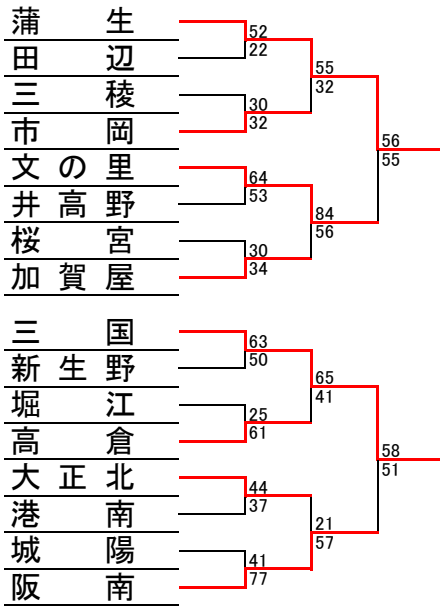 蒲生
田辺
三稜
市岡
文の里
井高野
桜宮
加賀屋
52
22
30
32
64
53
30
34
55
32
84
56
56
55
三国
新生野
堀江
高倉
大正北
港南
城陽
阪南
63
50
25
61
44
37
41
77
65
41
21
57
58
51